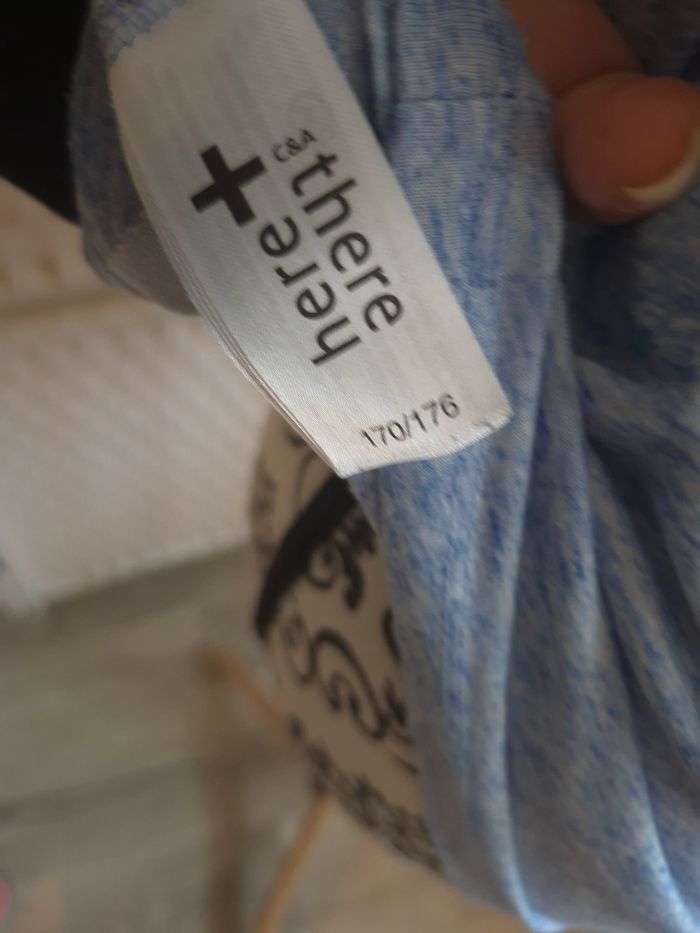 C&A
there
+
here
170/176